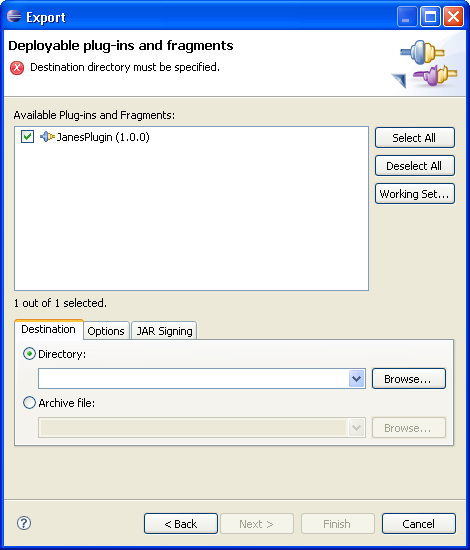 Export
Deployable plug-ins and fragments
Destination directory must be specified.
Available Plug-ins and Fragments:
JanesPlugin (1.0.0)
Select All
Deselect All
Working Set...
1 out of 1 selected.
Destination Options JAR Signing
Directory:
Browse...
Archive file:
Browse...
? < Back Next > Finish Cancel